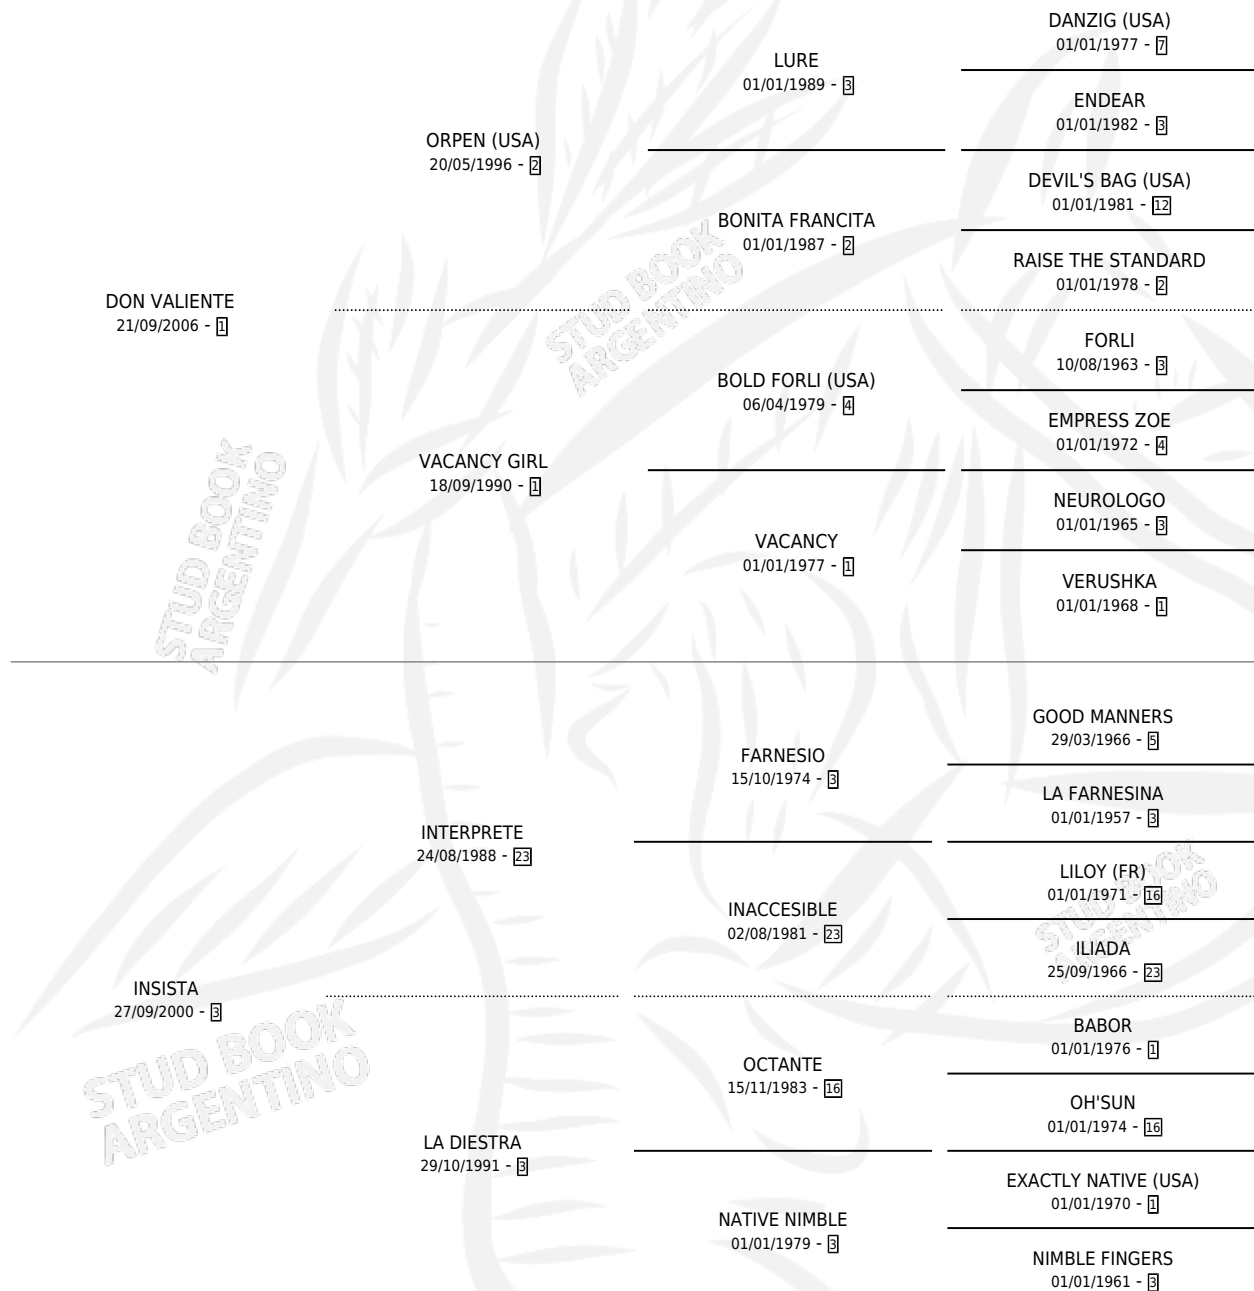 DANZIG (USA)
01/01/1977 - 7
LURE
01/01/1989 - 3
ENDEAR
01/01/1982 - 3
ORPEN (USA)
20/05/1996 - 2
DEVIL'S BAG (USA)
01/01/1981 - 12
BONITA FRANCITA
01/01/1987 - 2
RAISE THE STANDARD
01/01/1978 - 2
DON VALIENTE
21/09/2006 - 1
FORLI
10/08/1963 - 3
BOLD FORLI (USA)
06/04/1979 - 4
EMPRESS ZOE
01/01/1972 - 4
VACANCY GIRL
18/09/1990 - 1
NEUROLOGO
01/01/1965 - 3
VACANCY
01/01/1977 - 1
VERUSHKA
01/01/1968 - 1
GOOD MANNERS
29/03/1966 - 5
FARNESIO
15/10/1974 - 3
LA FARNESINA
01/01/1957 - 3
INTERPRETE
24/08/1988 - 23
LILOY (FR)
01/01/1971 - 16
INACCESIBLE
02/08/1981 - 23
ILIADA
25/09/1966 - 23
INSISTA
27/09/2000 - 3
BABOR
01/01/1976 - 1
OCTANTE
15/11/1983 - 16
OH'SUN
01/01/1974 - 16
LA DIESTRA
29/10/1991 - 3
EXACTLY NATIVE (USA)
01/01/1970 - 1
NATIVE NIMBLE
01/01/1979 - 3
NIMBLE FINGERS
01/01/1961 - 3
STUD BOOK
ARGENTINO
STUD BOOK
ARGENTINO
STUD BOOK
ARGENTINO
STUD BOOK
ARGENTINO